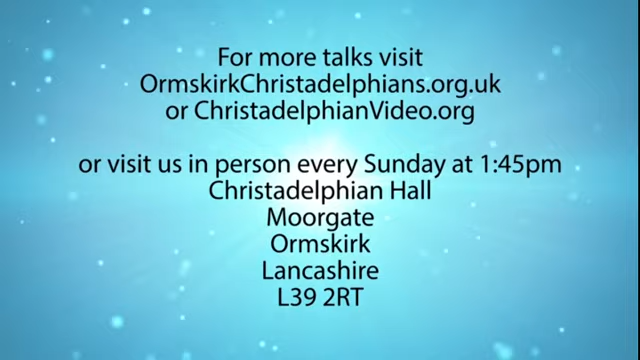 For more talks visit
OrmskirkChristadelphians.org.uk
or ChristadelphianVideo.org
or visit us in person every Sunday at 1:45pm
Christadelphian Hall
Moorgate
Ormskirk
Lancashire
L39 2RT